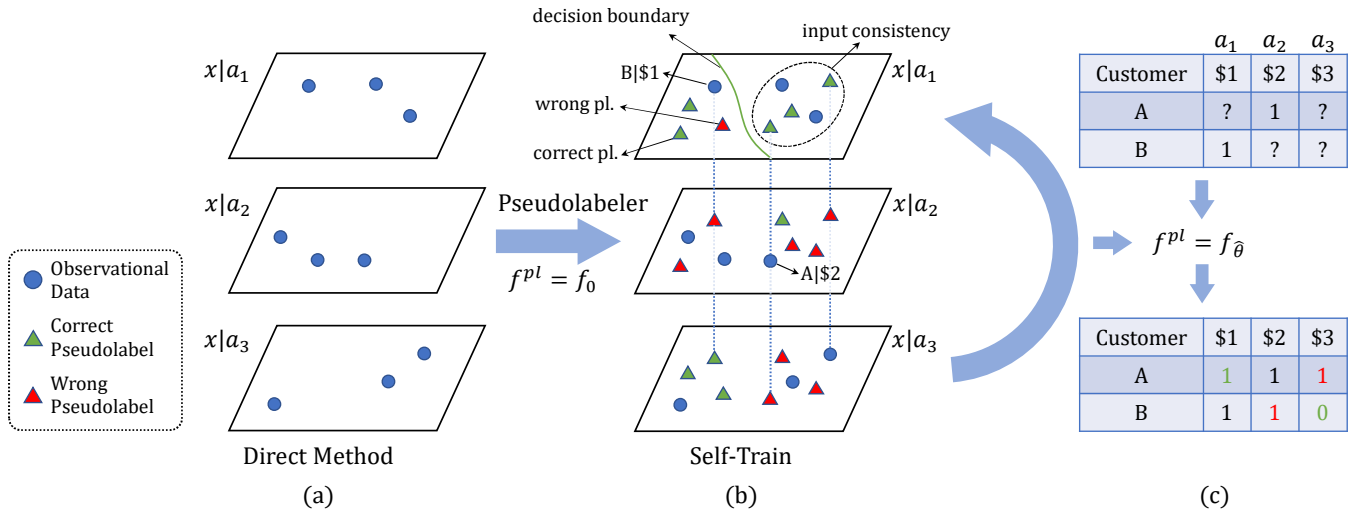 decision boundary
input consistency
x|a₁
B|$1
wrong pl.
correct pl.
x|a₁
x|a₂
Pseudolabeler
f^{pl} = f₀
A|$2
x|a₂
x|a₃
x|a₃
Observational
Data
Correct
Pseudolabel
Wrong
Pseudolabel
Direct Method
Self-Train
(a)
(b)
a₁ a₂ a₃
Customer $1 $2 $3
A ? 1 ?
B 1 ? ?
f^{pl} = f_{\hat{θ}}
Customer $1 $2 $3
A 1 1 1
B 1 1 0
(c)